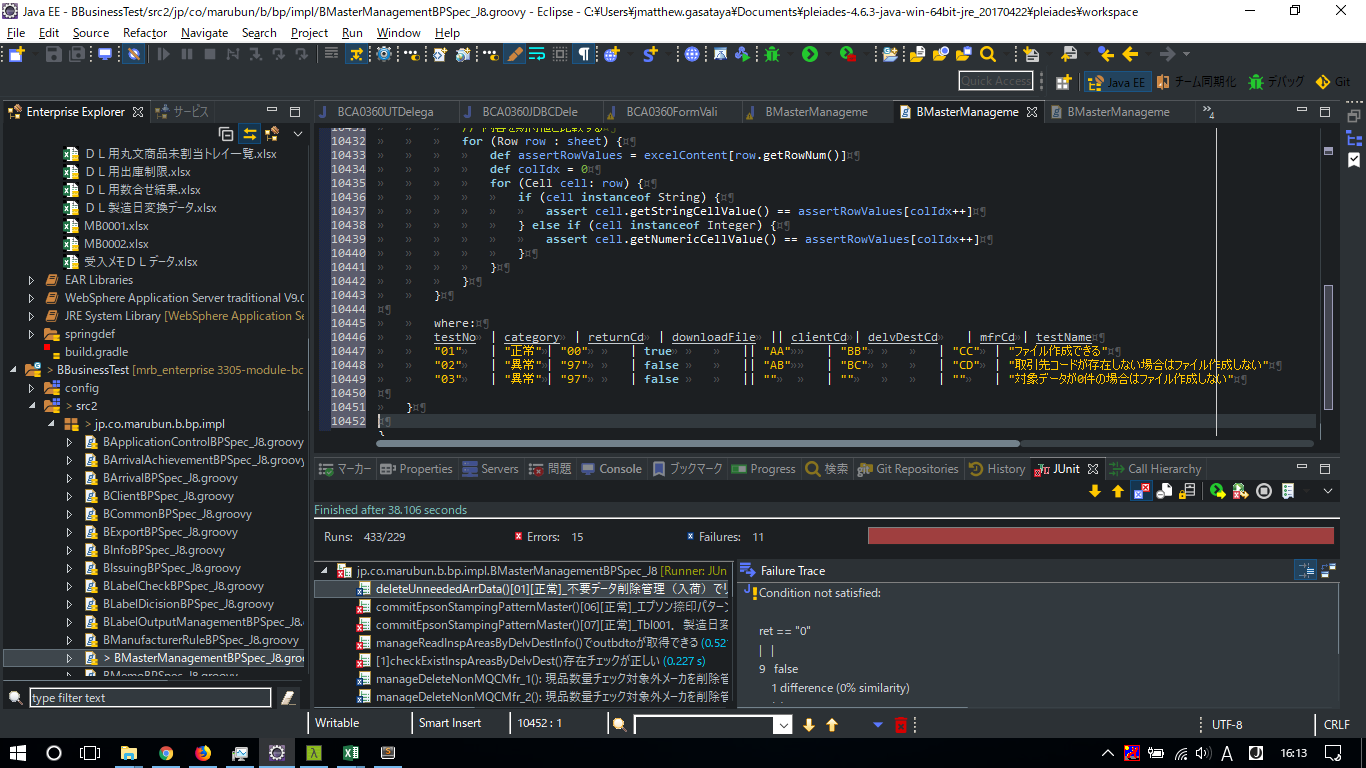 Java EE - BBusinessTest/src2/jp/co/marubun/b/bp/impl/BMasterManagementBPSpec_J8.groovy - Eclipse - C:¥Users¥jmatthew.gasataya¥Documents¥pleiades-4.6.3-java-win-64bit-jre_20170422¥pleiades¥workspace
File Edit Source Refactor Navigate Search Project Run Window Help
Quick Access Java EE チーム同期化 デバッグ Git
Enterprise Explorer サービス
BCA0360UTDelega BCA0360JDBCDele BCA0360FormVali BMasterManageme BMasterManageme BMasterManageme 4
ＤＬ用丸文商品未割当トレイ一覧.xlsx
ＤＬ用出庫制限.xlsx
ＤＬ用数合せ結果.xlsx
ＤＬ製造日変換データ.xlsx
MB0001.xlsx
MB0002.xlsx
受入メモＤＬデータ.xlsx
EAR Libraries
WebSphere Application Server traditional V9.0
JRE System Library [WebSphere Application Ser
springdef
build.gradle
> BBusinessTest [mrb_enterprise 3305-module-bc
config
> src2
> jp.co.marubun.b.bp.impl
BApplicationControlBPSpec_J8.groovy
BArrivalAchievementBPSpec_J8.groovy
BArrivalBPSpec_J8.groovy
BClientBPSpec_J8.groovy
BCommonBPSpec_J8.groovy
BExportBPSpec_J8.groovy
BInfoBPSpec_J8.groovy
BIssuingBPSpec_J8.groovy
BLabelCheckBPSpec_J8.groovy
BLabelDicisionBPSpec_J8.groovy
BLabelOutputManagementBPSpec_J8.
BManufacturerRuleBPSpec_J8.groovy
> BMasterManagementBPSpec_J8.groo
BMemoBPSpec_J8.groovy
type filter text
10431 // 内容を期待値と比較する
10432 for (Row row : sheet) {
10433 def assertRowValues = excelContent[row.getRowNum()]
10434 def colIdx = 0
10435 for (Cell cell: row) {
10436 if (cell instanceof String) {
10437 assert cell.getStringCellValue() == assertRowValues[colIdx++]
10438 } else if (cell instanceof Integer) {
10439 assert cell.getNumericCellValue() == assertRowValues[colIdx++]
10440 }
10441 }
10442 }
10443 }
10444
10445 where:
10446 testNo | category | returnCd | downloadFile || clientCd | delvDestCd | mfrCd | testName
10447 "01" | "正常" | "00" | true || "AA" | "BB" | "CC" | "ファイル作成できる"
10448 "02" | "異常" | "97" | false || "AB" | "BC" | "CD" | "取引先コードが存在しない場合はファイル作成しない"
10449 "03" | "異常" | "97" | false || "" | "" | "" | "対象データが0件の場合はファイル作成しない"
10450
10451 }
10452
マーカー Properties Servers 問題 Console ブックマーク Progress 検索 Git Repositories History JUnit Call Hierarchy
Finished after 38.106 seconds
Runs: 433/229 Errors: 15 Failures: 11
jp.co.marubun.b.bp.impl.BMasterManagementBPSpec_J8 [Runner: JUn
deleteUnneededArrData()[01][正常]_不要データ削除管理（入荷）でリ
commitEpsonStampingPatternMaster()[06][正常]_エプソン捺印パターン
commitEpsonStampingPatternMaster()[07][正常]_Tbl001．製造日変
manageReadInspAreasByDelvDestInfo()でoutbdtoが取得できる (0.521
[1]checkExistInspAreasByDelvDest()存在チェックが正しい (0.227 s)
manageDeleteNonMQCMfr_1(): 現品数量チェック対象外メーカを削除管
manageDeleteNonMQCMfr_2(): 現品数量チェック対象外メーカを削除管
Failure Trace
Condition not satisfied:
ret == "0"
| |
9 false
1 difference (0% similarity)
Writable Smart Insert 10452 : 1 UTF-8 CRLF
A 16:13